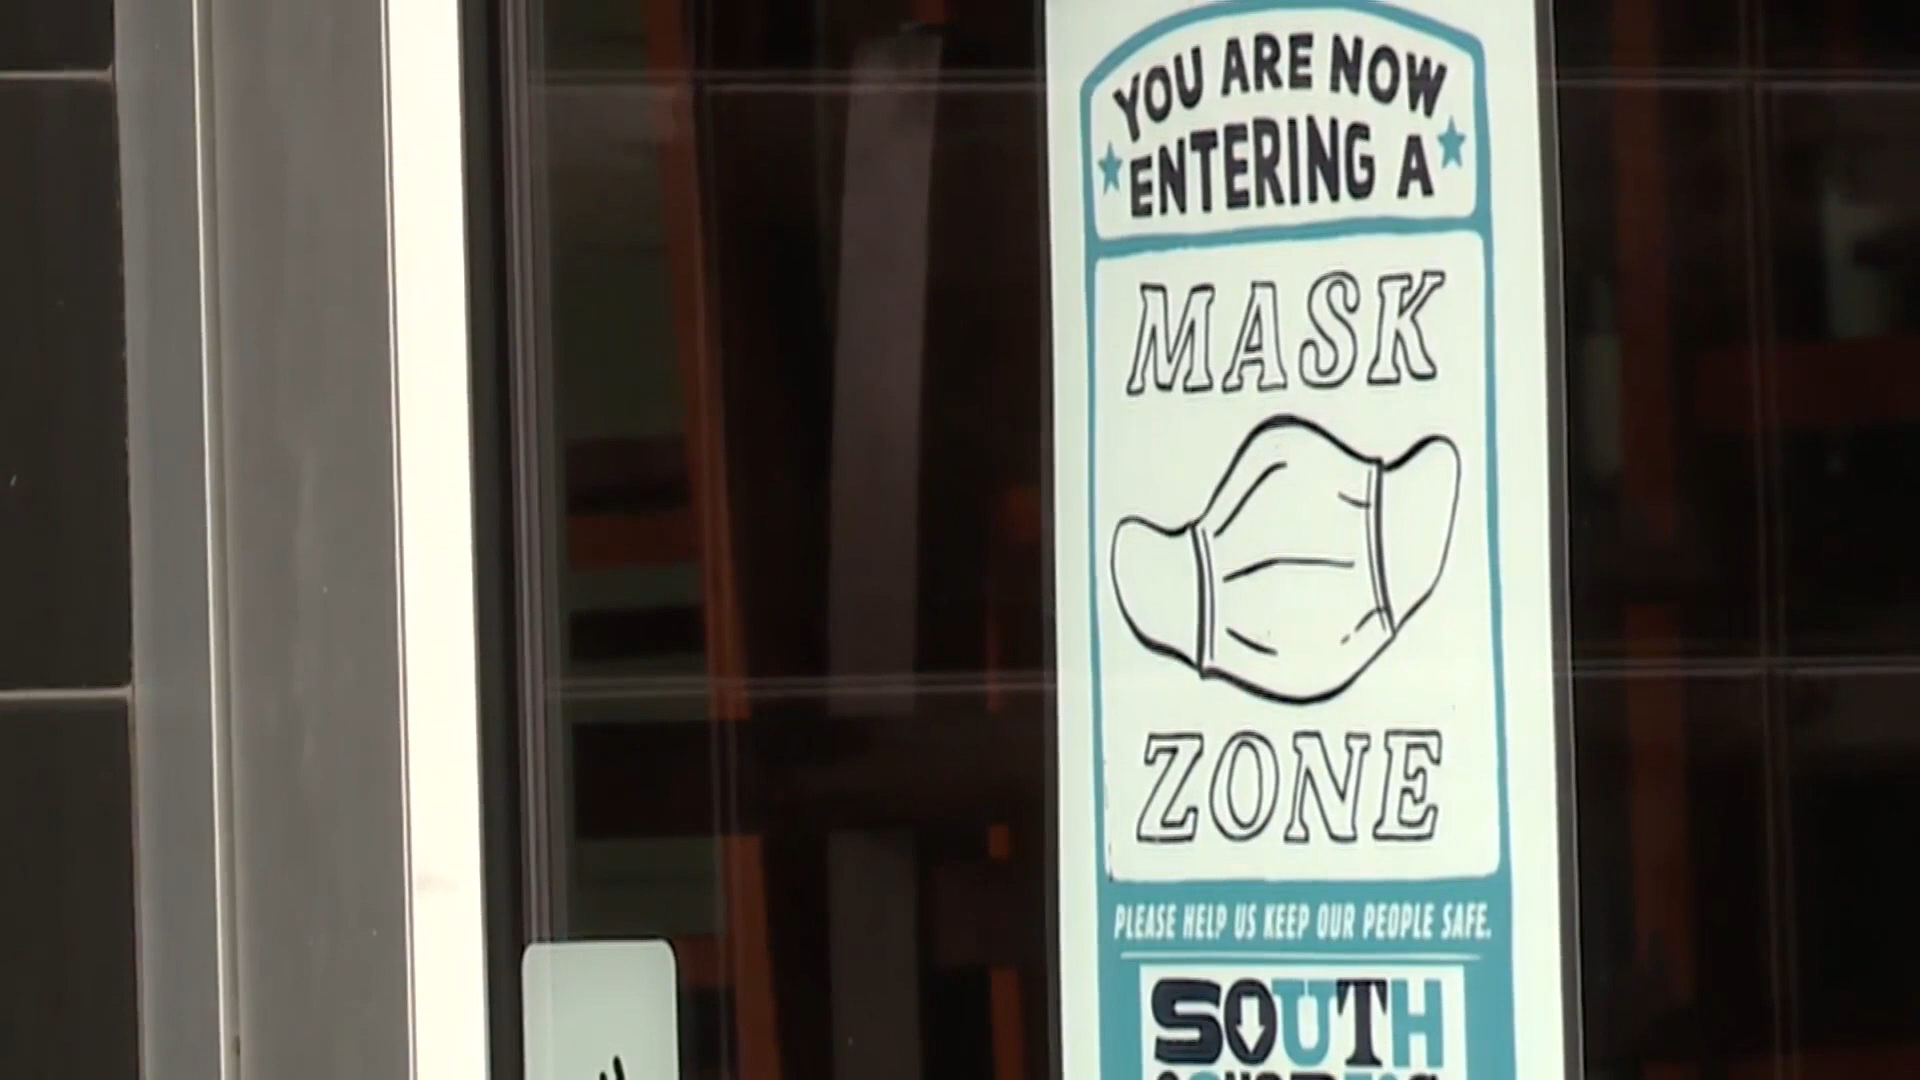 YOU ARE NOW
ENTERING A
MASK
ZONE
PLEASE HELP US KEEP OUR PEOPLE SAFE.
SOUTH